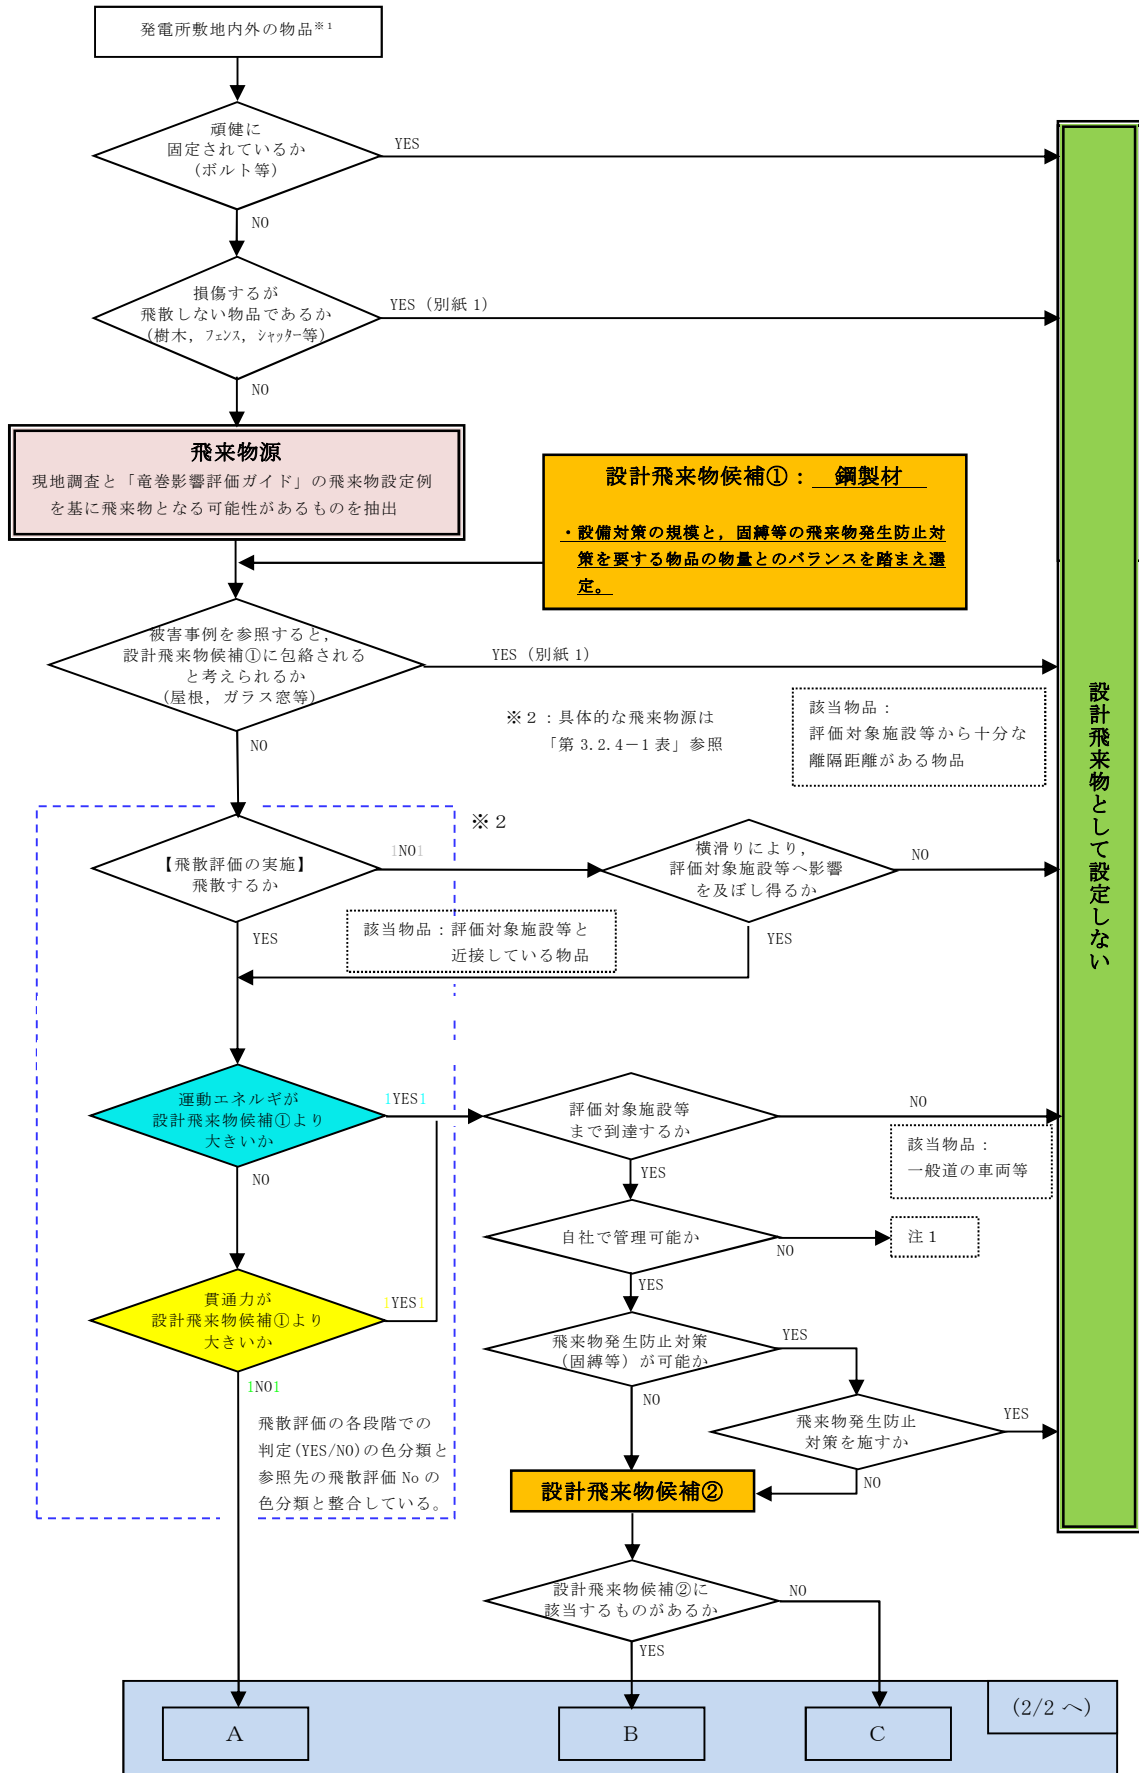 発電所敷地内外の物品※1
頑健に
固定されているか
(ボルト等)
YES
NO
損傷するが
飛散しない物品であるか
(樹木，フェンス，シャッター等)
YES（別紙1）
NO
飛来物源
現地調査と「竜巻影響評価ガイド」の飛来物設定例
を基に飛来物となる可能性があるものを抽出
設計飛来物候補①： 鋼製材
・設備対策の規模と，固縛等の飛来物発生防止対
策を要する物品の物量とのバランスを踏まえ選
定。
被害事例を参照すると，
設計飛来物候補①に包絡される
と考えられるか
(屋根，ガラス窓等)
YES（別紙1）
NO
※2：具体的な飛来物源は
「第3.2.4－1表」参照
該当物品：
評価対象施設等から十分な
離隔距離がある物品
設計飛来物として設定しない
※2
【飛散評価の実施】
飛散するか
1NO1
YES
横滑りにより，
評価対象施設等へ影響
を及ぼし得るか
NO
YES
該当物品：評価対象施設等と
近接している物品
運動エネルギが
設計飛来物候補①より
大きいか
1YES1
NO
評価対象施設等
まで到達するか
NO
YES
該当物品：
一般道の車両等
自社で管理可能か
NO
注1
YES
貫通力が
設計飛来物候補①より
大きいか
1YES1
1NO1
飛来物発生防止対策
（固縛等）が可能か
YES
NO
飛来物発生防止
対策を施すか
YES
NO
飛散評価の各段階での
判定(YES/NO)の色分類と
参照先の飛散評価Noの
色分類と整合している。
設計飛来物候補②
設計飛来物候補②に
該当するものがあるか
NO
YES
(2/2へ)
A
B
C